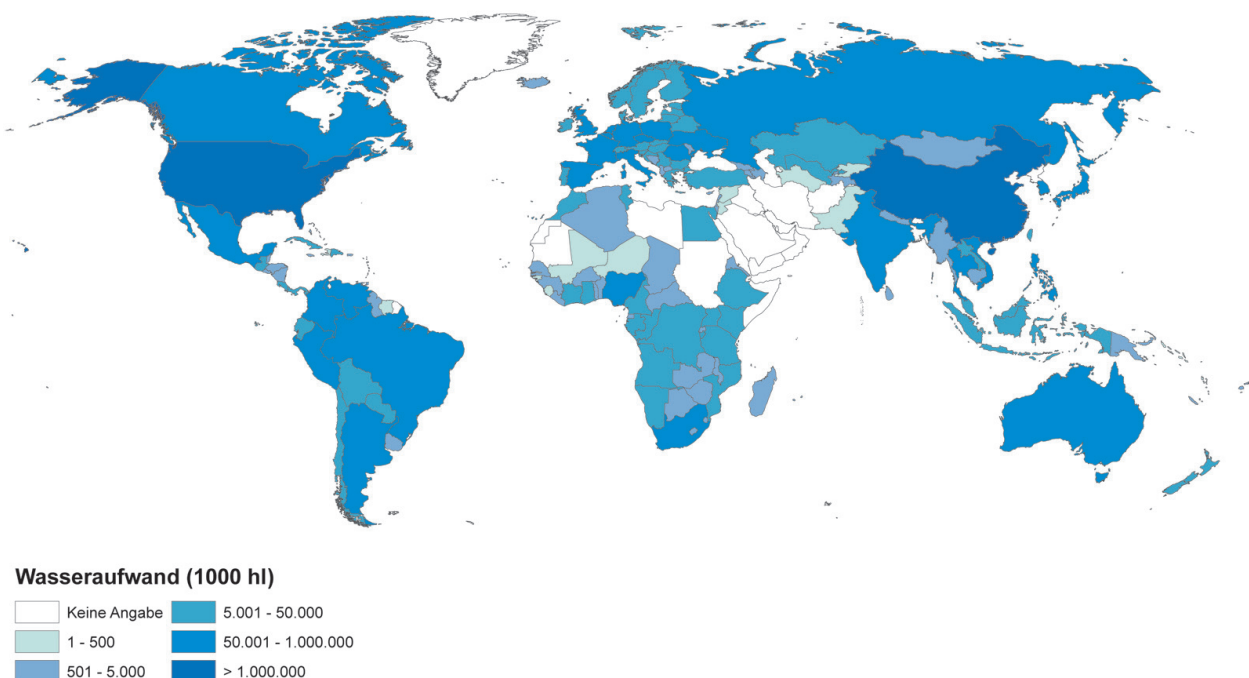 Wasseraufwand (1000 hl)
Keine Angabe
1 - 500
501 - 5.000
5.001 - 50.000
50.001 - 1.000.000
> 1.000.000